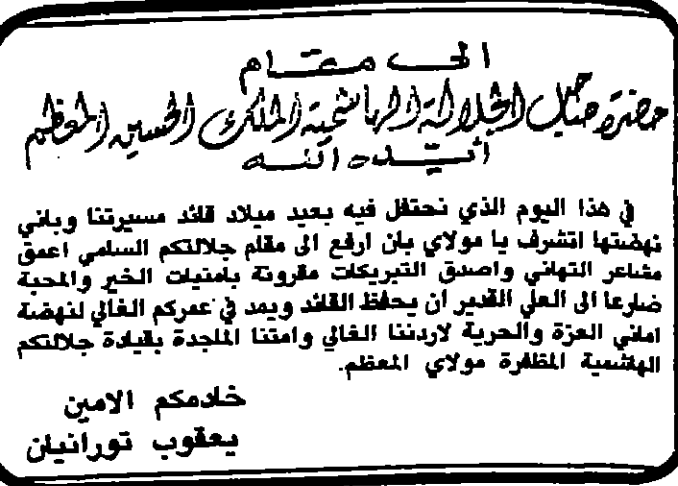 الى مقام
حضرة صاحب الجلالة الهاشمية الملك الحسين المعظم
أيده الله
في هذا اليوم الذي نحتفل فيه بعيد ميلاد قائد مسيرتنا وباني
نهضتها اتشرف يا مولاي بان ارفع الى مقام جلالتكم السامي اعمق
مشاعر التهاني واصدق التبريكات مقرونة بامنيات الخير والمحبة
ضارعا الى العلي القدير ان يحفظ القائد ويمد في عمركم الغالي لنهضة
اماني العزة والحرية لاردننا الغالي وامتنا الماجدة بقيادة جلالتكم
الهاشمية المظفرة مولاي المعظم.
خادمكم الامين
يعقوب تورانيان